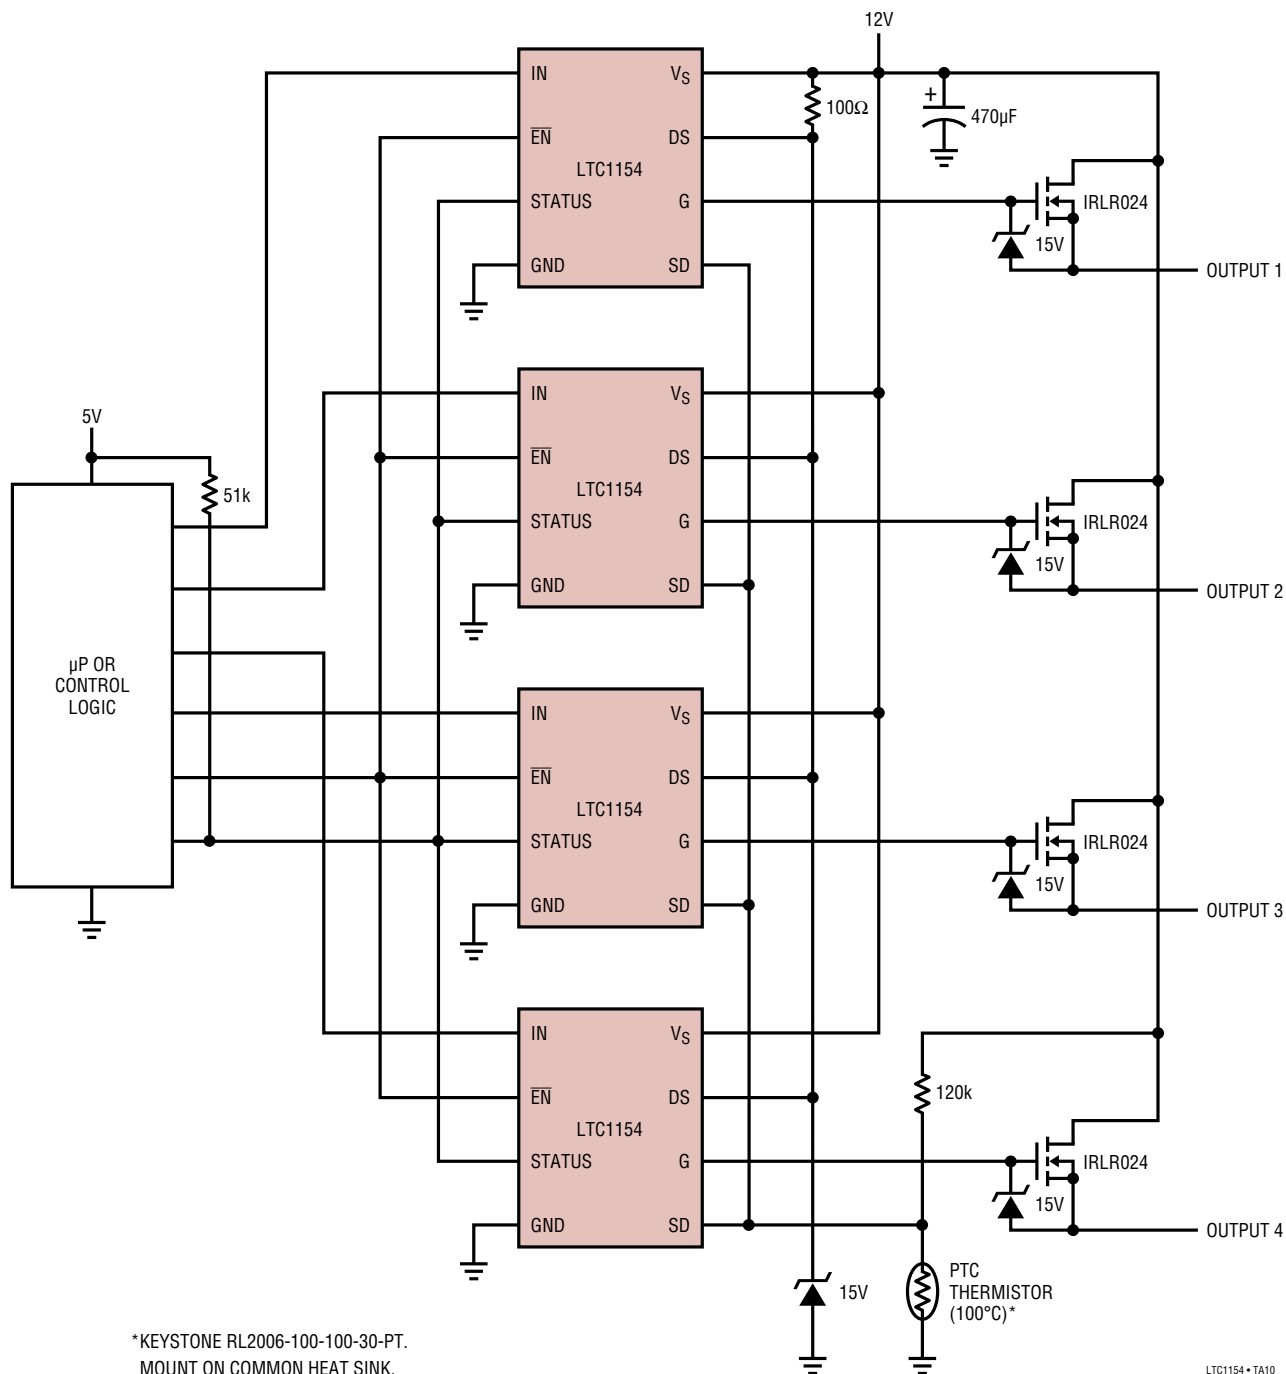 12V
IN
VS
100Ω
+
470µF
EN
DS
LTC1154
STATUS
G
IRLR024
15V
GND
SD
OUTPUT 1
IN
VS
5V
EN
DS
51k
LTC1154
STATUS
G
IRLR024
15V
GND
SD
OUTPUT 2
µP OR
CONTROL
LOGIC
IN
VS
EN
DS
LTC1154
STATUS
G
IRLR024
15V
GND
SD
OUTPUT 3
IN
VS
EN
DS
120k
LTC1154
STATUS
G
IRLR024
15V
GND
SD
OUTPUT 4
15V
PTC
THERMISTOR
(100°C)*
*KEYSTONE RL2006-100-100-30-PT.
MOUNT ON COMMON HEAT SINK.
LTC1154 • TA10